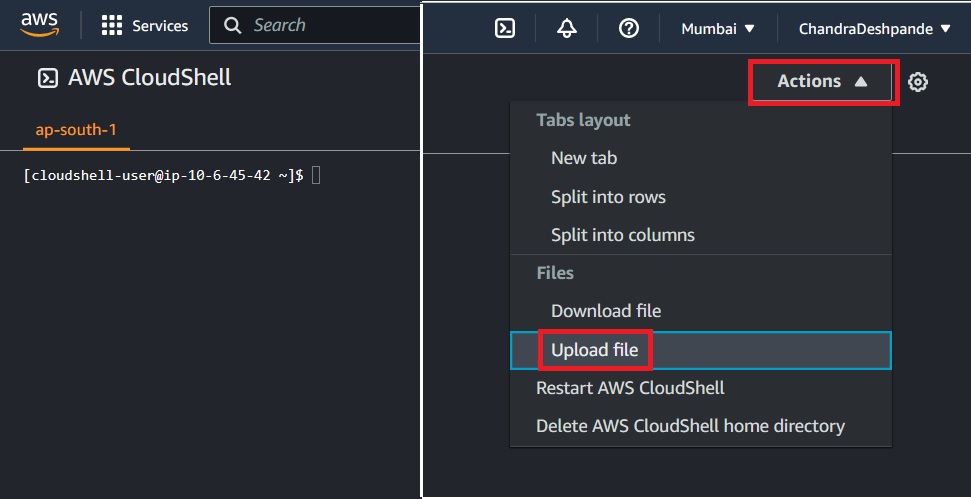 aws
Services
Search
AWS CloudShell
ap-south-1
[cloudshell-user@ip-10-6-45-42 ~]$
Mumbai
ChandraDeshpande
Actions
Tabs layout
New tab
Split into rows
Split into columns
Files
Download file
Upload file
Restart AWS CloudShell
Delete AWS CloudShell home directory